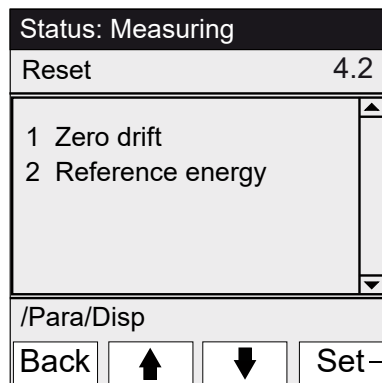 Status: Measuring
Reset 4.2
1 Zero drift
2 Reference energy
/Para/Disp
Back Set